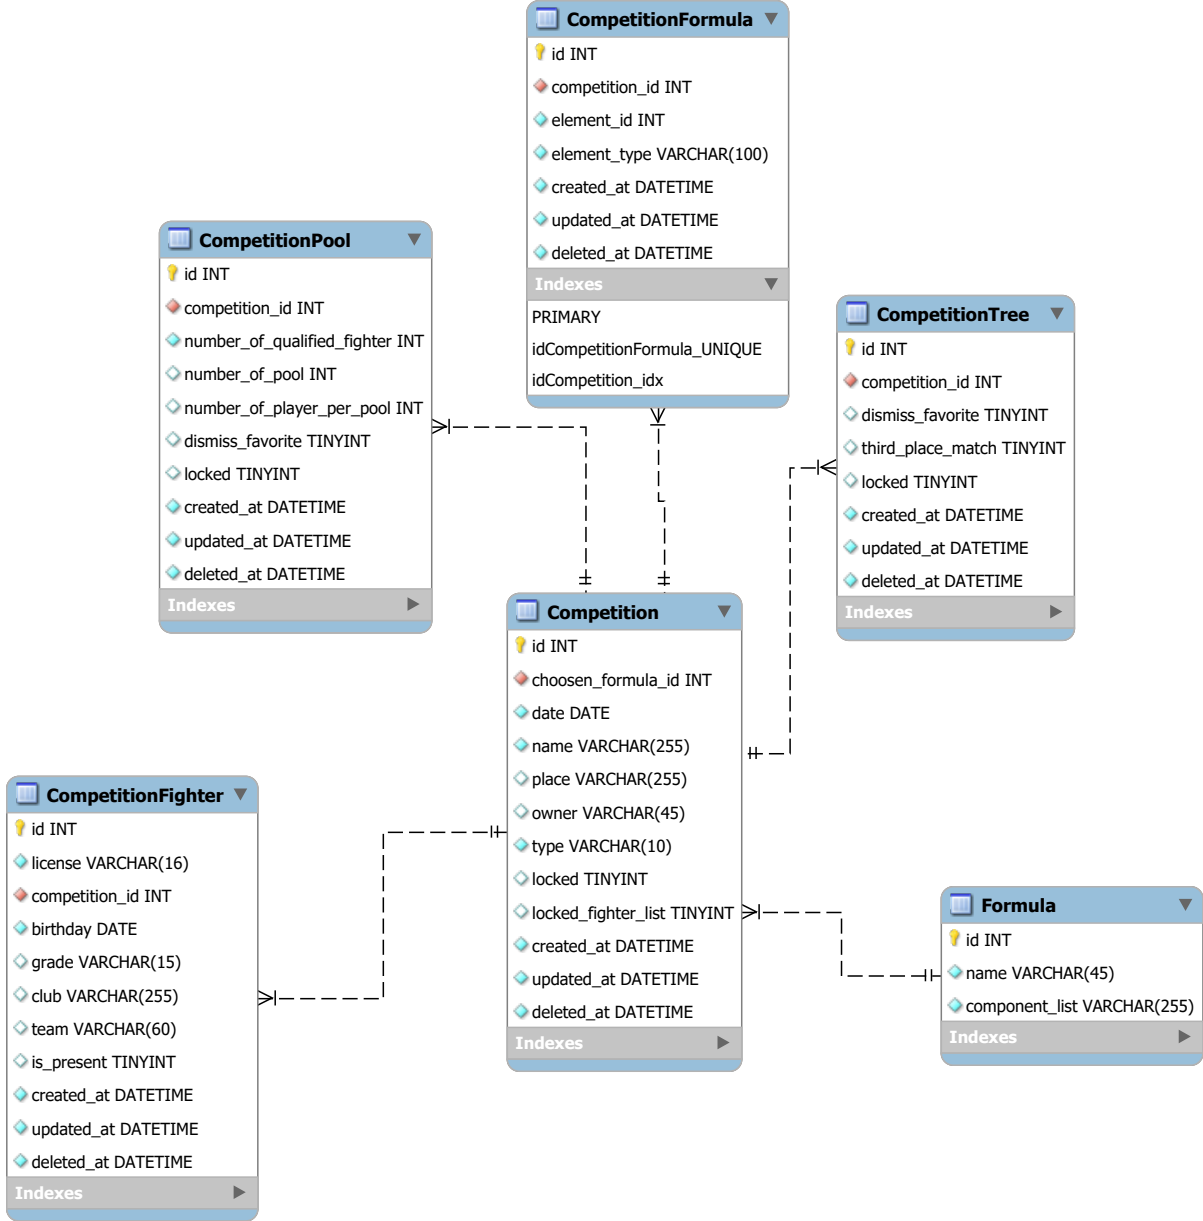 CompetitionFormula
id INT
competition_id INT
element_id INT
element_type VARCHAR(100)
created_at DATETIME
updated_at DATETIME
deleted_at DATETIME
Indexes
PRIMARY
idCompetitionFormula_UNIQUE
idCompetition_idx
CompetitionPool
id INT
competition_id INT
number_of_qualified_fighter INT
number_of_pool INT
number_of_player_per_pool INT
dismiss_favorite TINYINT
locked TINYINT
created_at DATETIME
updated_at DATETIME
deleted_at DATETIME
Indexes
CompetitionTree
id INT
competition_id INT
dismiss_favorite TINYINT
third_place_match TINYINT
locked TINYINT
created_at DATETIME
updated_at DATETIME
deleted_at DATETIME
Indexes
Competition
id INT
choosen_formula_id INT
date DATE
name VARCHAR(255)
place VARCHAR(255)
owner VARCHAR(45)
type VARCHAR(10)
locked TINYINT
locked_fighter_list TINYINT
created_at DATETIME
updated_at DATETIME
deleted_at DATETIME
Indexes
CompetitionFighter
id INT
license VARCHAR(16)
competition_id INT
birthday DATE
grade VARCHAR(15)
club VARCHAR(255)
team VARCHAR(60)
is_present TINYINT
created_at DATETIME
updated_at DATETIME
deleted_at DATETIME
Indexes
Formula
id INT
name VARCHAR(45)
component_list VARCHAR(255)
Indexes